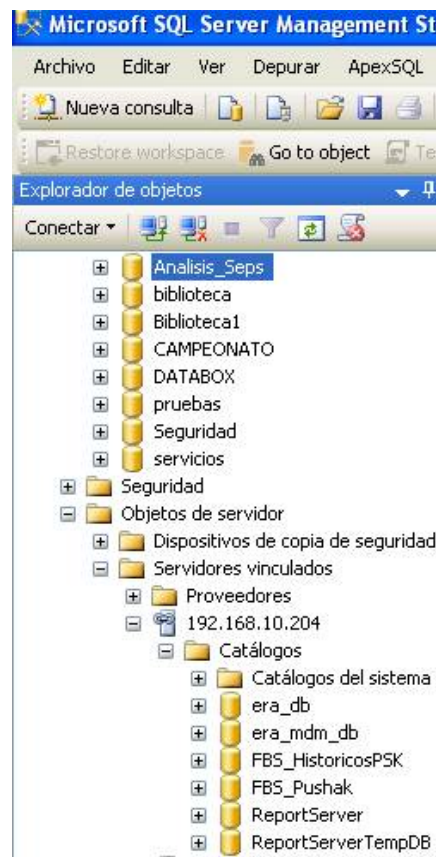 Microsoft SQL Server Management St
Archivo Editar Ver Depurar ApexSQL
Nueva consulta
Restore workspace Go to object Te
Explorador de objetos
Conectar
Analisis_Seps
biblioteca
Biblioteca1
CAMPEONATO
DATABOX
pruebas
Seguridad
servicios
Seguridad
Objetos de servidor
Dispositivos de copia de seguridad
Servidores vinculados
Proveedores
192.168.10.204
Catálogos
Catálogos del sistema
era_db
era_mdm_db
FBS_HistoricosPSK
FBS_Pushak
ReportServer
ReportServerTempDB